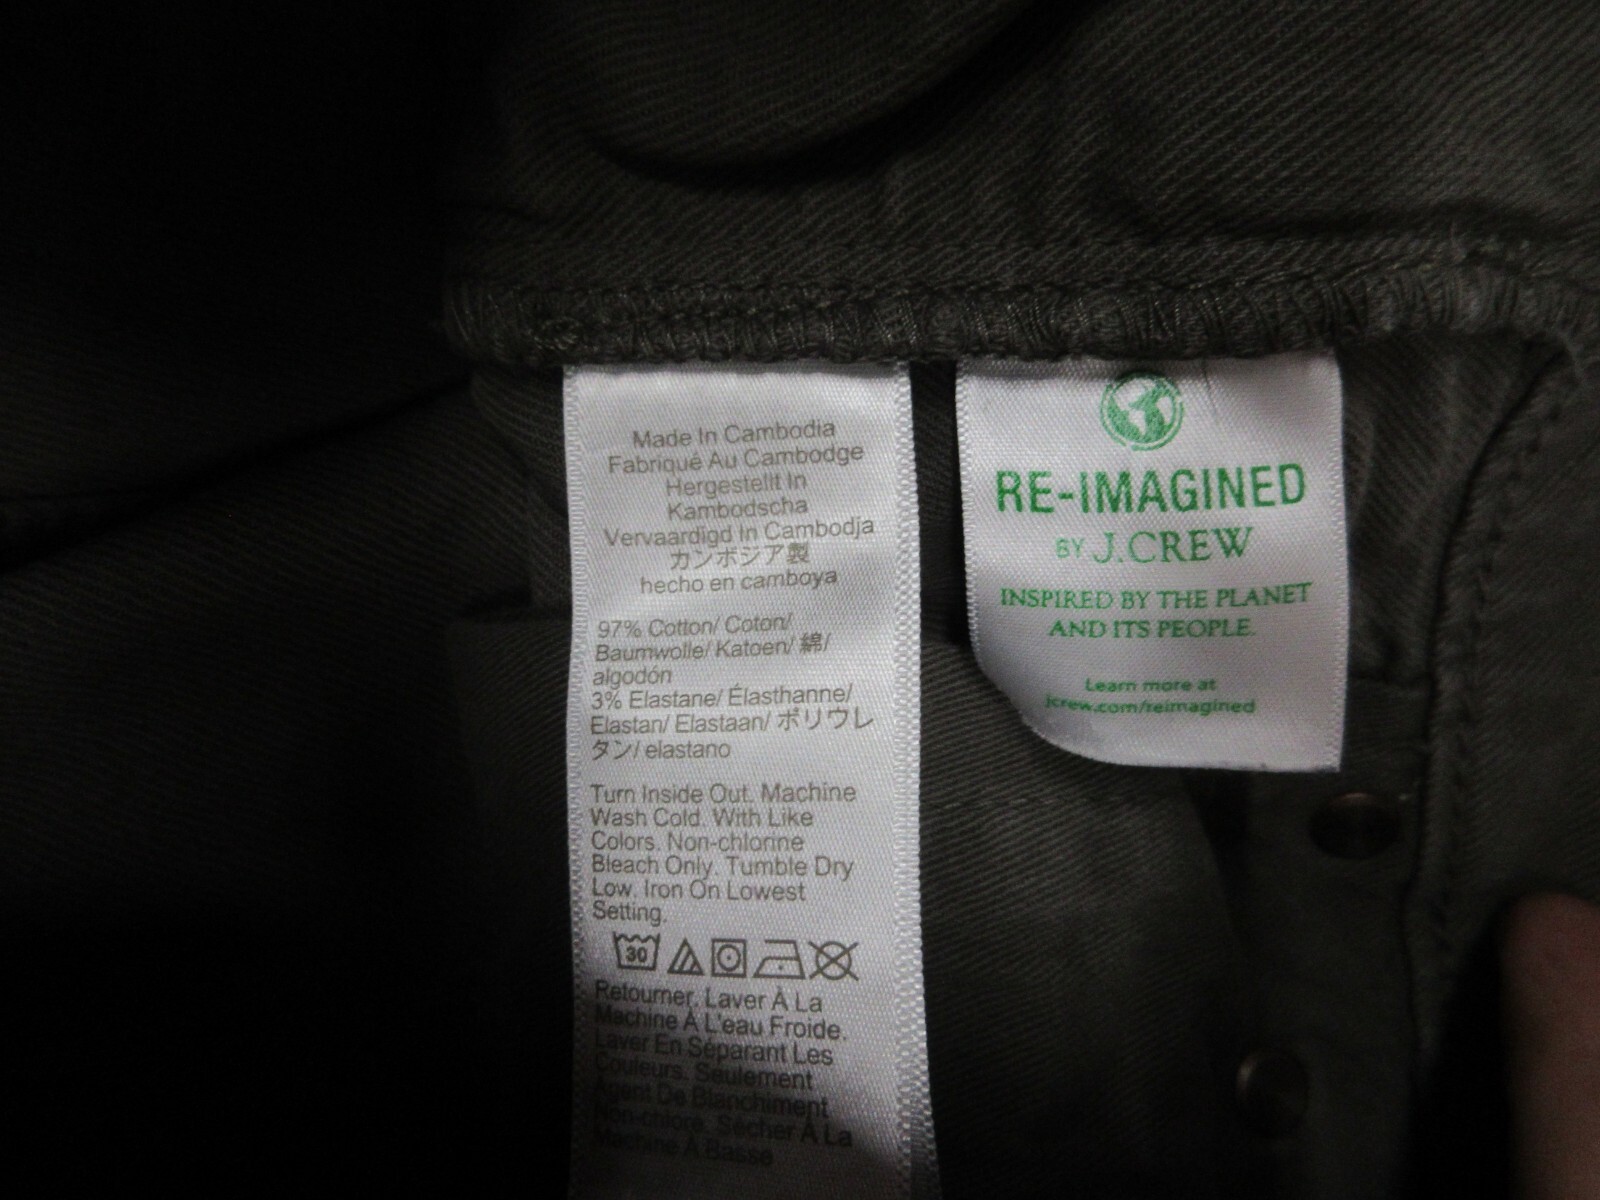 Made In Cambodia
Fabriqué Au Cambodge
Hergestellt In
Kambodscha
Vervaardigd In Cambodja
カンボジア製
hecho en camboya
97% Cotton/ Coton/
Baumwolle/ Katoen/ 綿/
algodón
3% Elastane/ Élasthanne/
Elastan/ Elastaan/ ポリウレ
タン/ elastano
Turn Inside Out. Machine
Wash Cold. With Like
Colors. Non-chlorine
Bleach Only. Tumble Dry
Low. Iron On Lowest
Setting.
30
Retourner. Laver À La
Machine À L'eau Froide.
Laver En Séparant Les
Couleurs. Seulement
Agent De Blanchiment
Non-chlore. Sécher À La
Machine À Basse
RE-IMAGINED
BY J.CREW
INSPIRED BY THE PLANET
AND ITS PEOPLE.
Learn more at
jcrew.com/reimagined